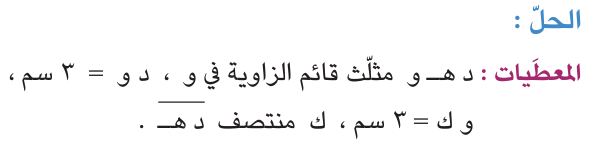 الحلّ :
المعطَيات : د هـ و مثلّث قائم الزاوية في و ، د و = ٣ سم ،
و ك = ٣ سم ، ك منتصف د هـ .